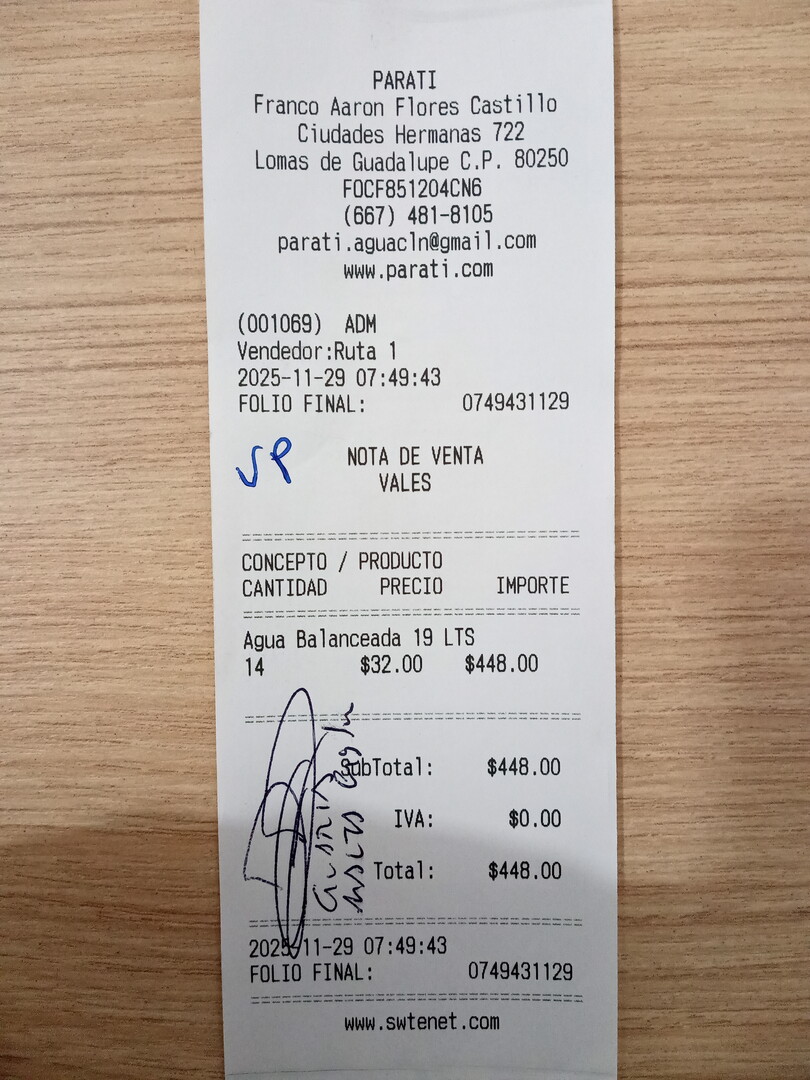 PARATI
Franco Aaron Flores Castillo
Ciudades Hermanas 722
Lomas de Guadalupe C.P. 80250
FOCF851204CN6
(667) 481-8105
parati.aguacln@gmail.com
www.parati.com
(001069) ADM
Vendedor:Ruta 1
2025-11-29 07:49:43
FOLIO FINAL: 0749431129
NOTA DE VENTA
VALES
CONCEPTO / PRODUCTO
CANTIDAD PRECIO IMPORTE
Agua Balanceada 19 LTS
14 $32.00 $448.00
SubTotal: $448.00
IVA: $0.00
Total: $448.00
2025-11-29 07:49:43
FOLIO FINAL: 0749431129
www.swtenet.com